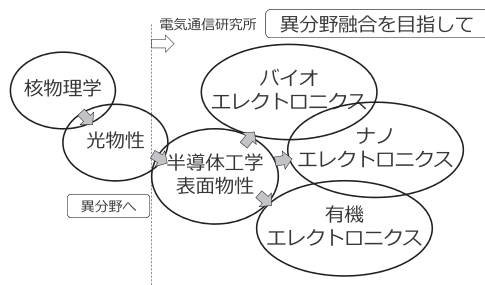 電気通信研究所
異分野融合を目指して
核物理学
光物性
異分野へ
半導体工学
表面物性
バイオ
エレクトロニクス
ナノ
エレクトロニクス
有機
エレクトロニクス